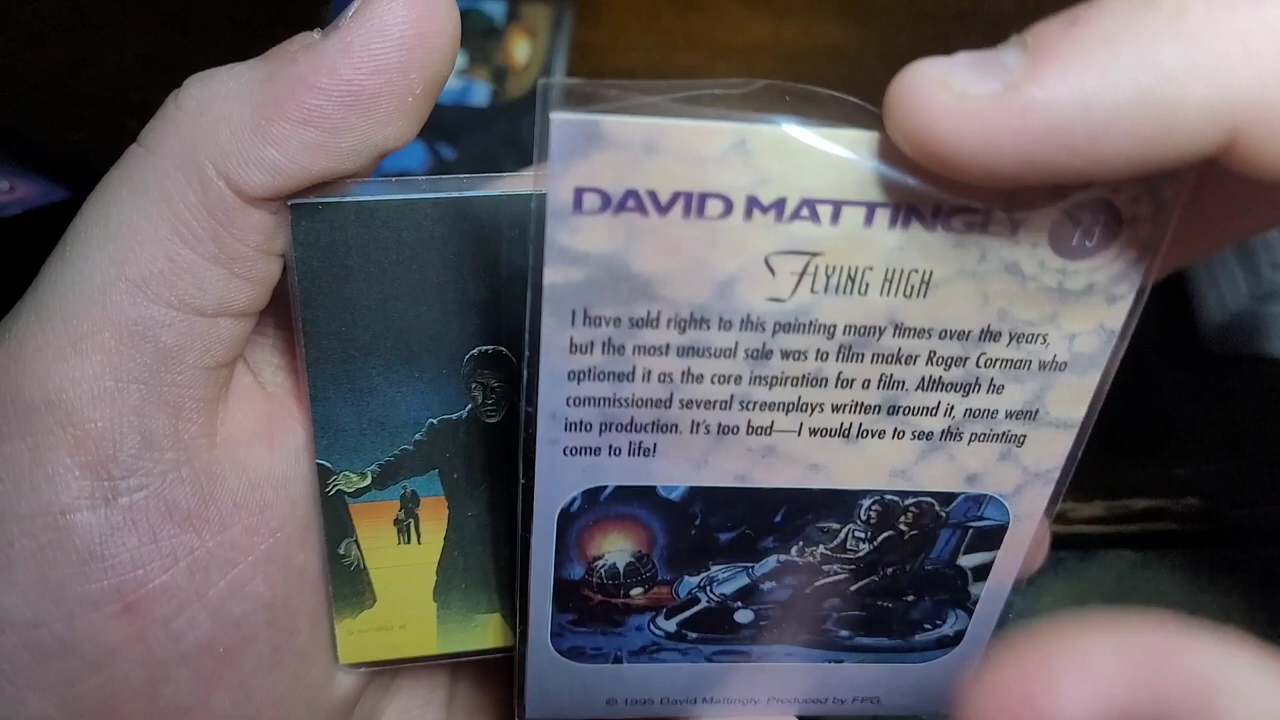 DAVID MATTINGLY
73
FLYING HIGH
I have sold rights to this painting many times over the years,
but the most unusual sale was to film maker Roger Corman who
optioned it as the core inspiration for a film. Although he
commissioned several screenplays written around it, none went
into production. It's too bad—I would love to see this painting
come to life!
© 1995 David Mattingly. Produced by FPG.